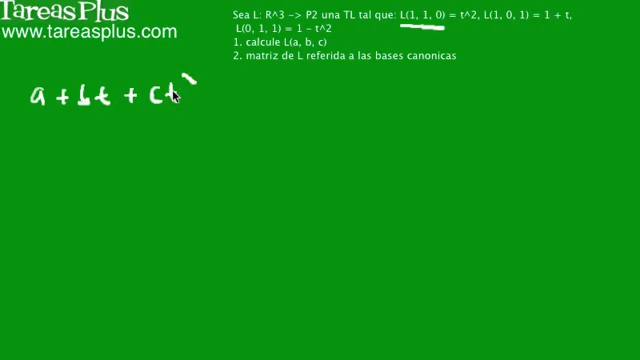 TareasPlus
www.tareasplus.com
Sea L: R^3 -> P2 una TL tal que: L(1, 1, 0) = t^2, L(1, 0, 1) = 1 + t,
L(0, 1, 1) = 1 - t^2
1. calcule L(a, b, c)
2. matriz de L referida a las bases canonicas
a + bt + ct